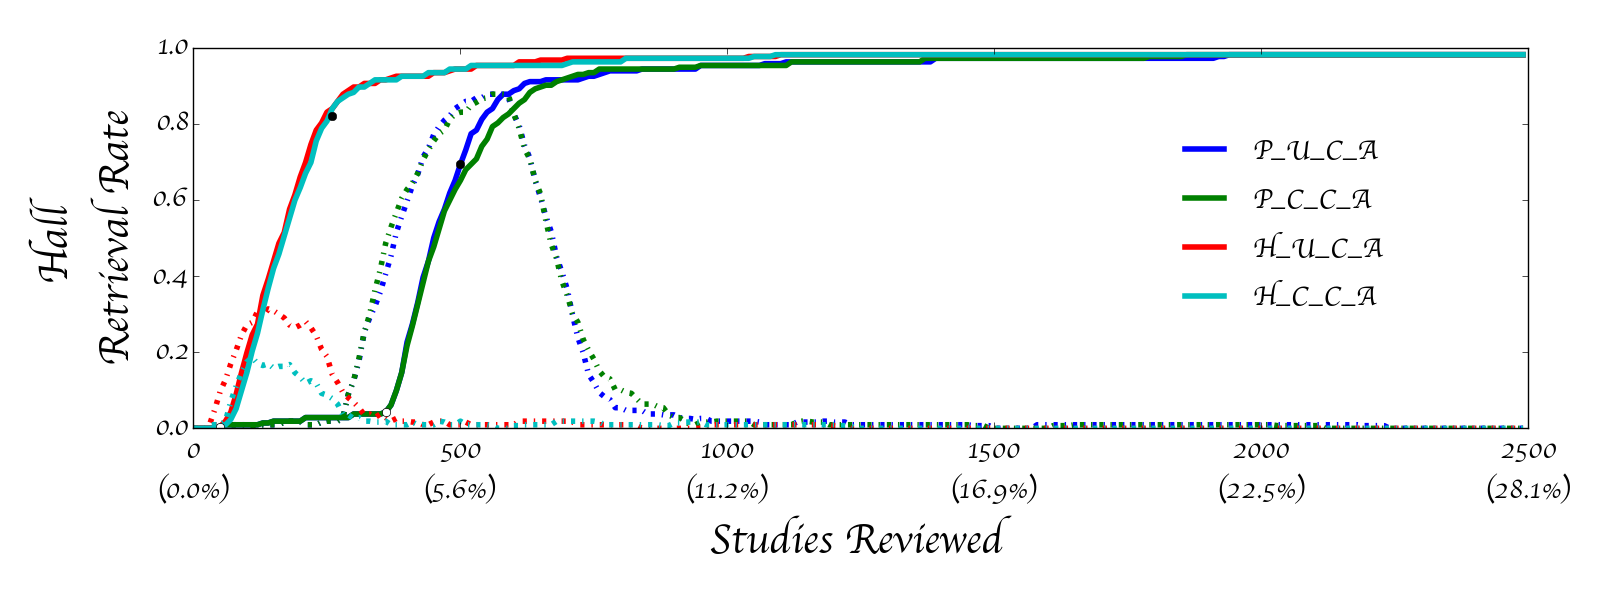 Hall
Retrieval Rate
1.0
0.8
0.6
0.4
0.2
0.0
P_U_C_A
P_C_C_A
H_U_C_A
H_C_C_A
0 500 1000 1500 2000 2500
(0.0%) (5.6%) (11.2%) (16.9%) (22.5%) (28.1%)
Studies Reviewed